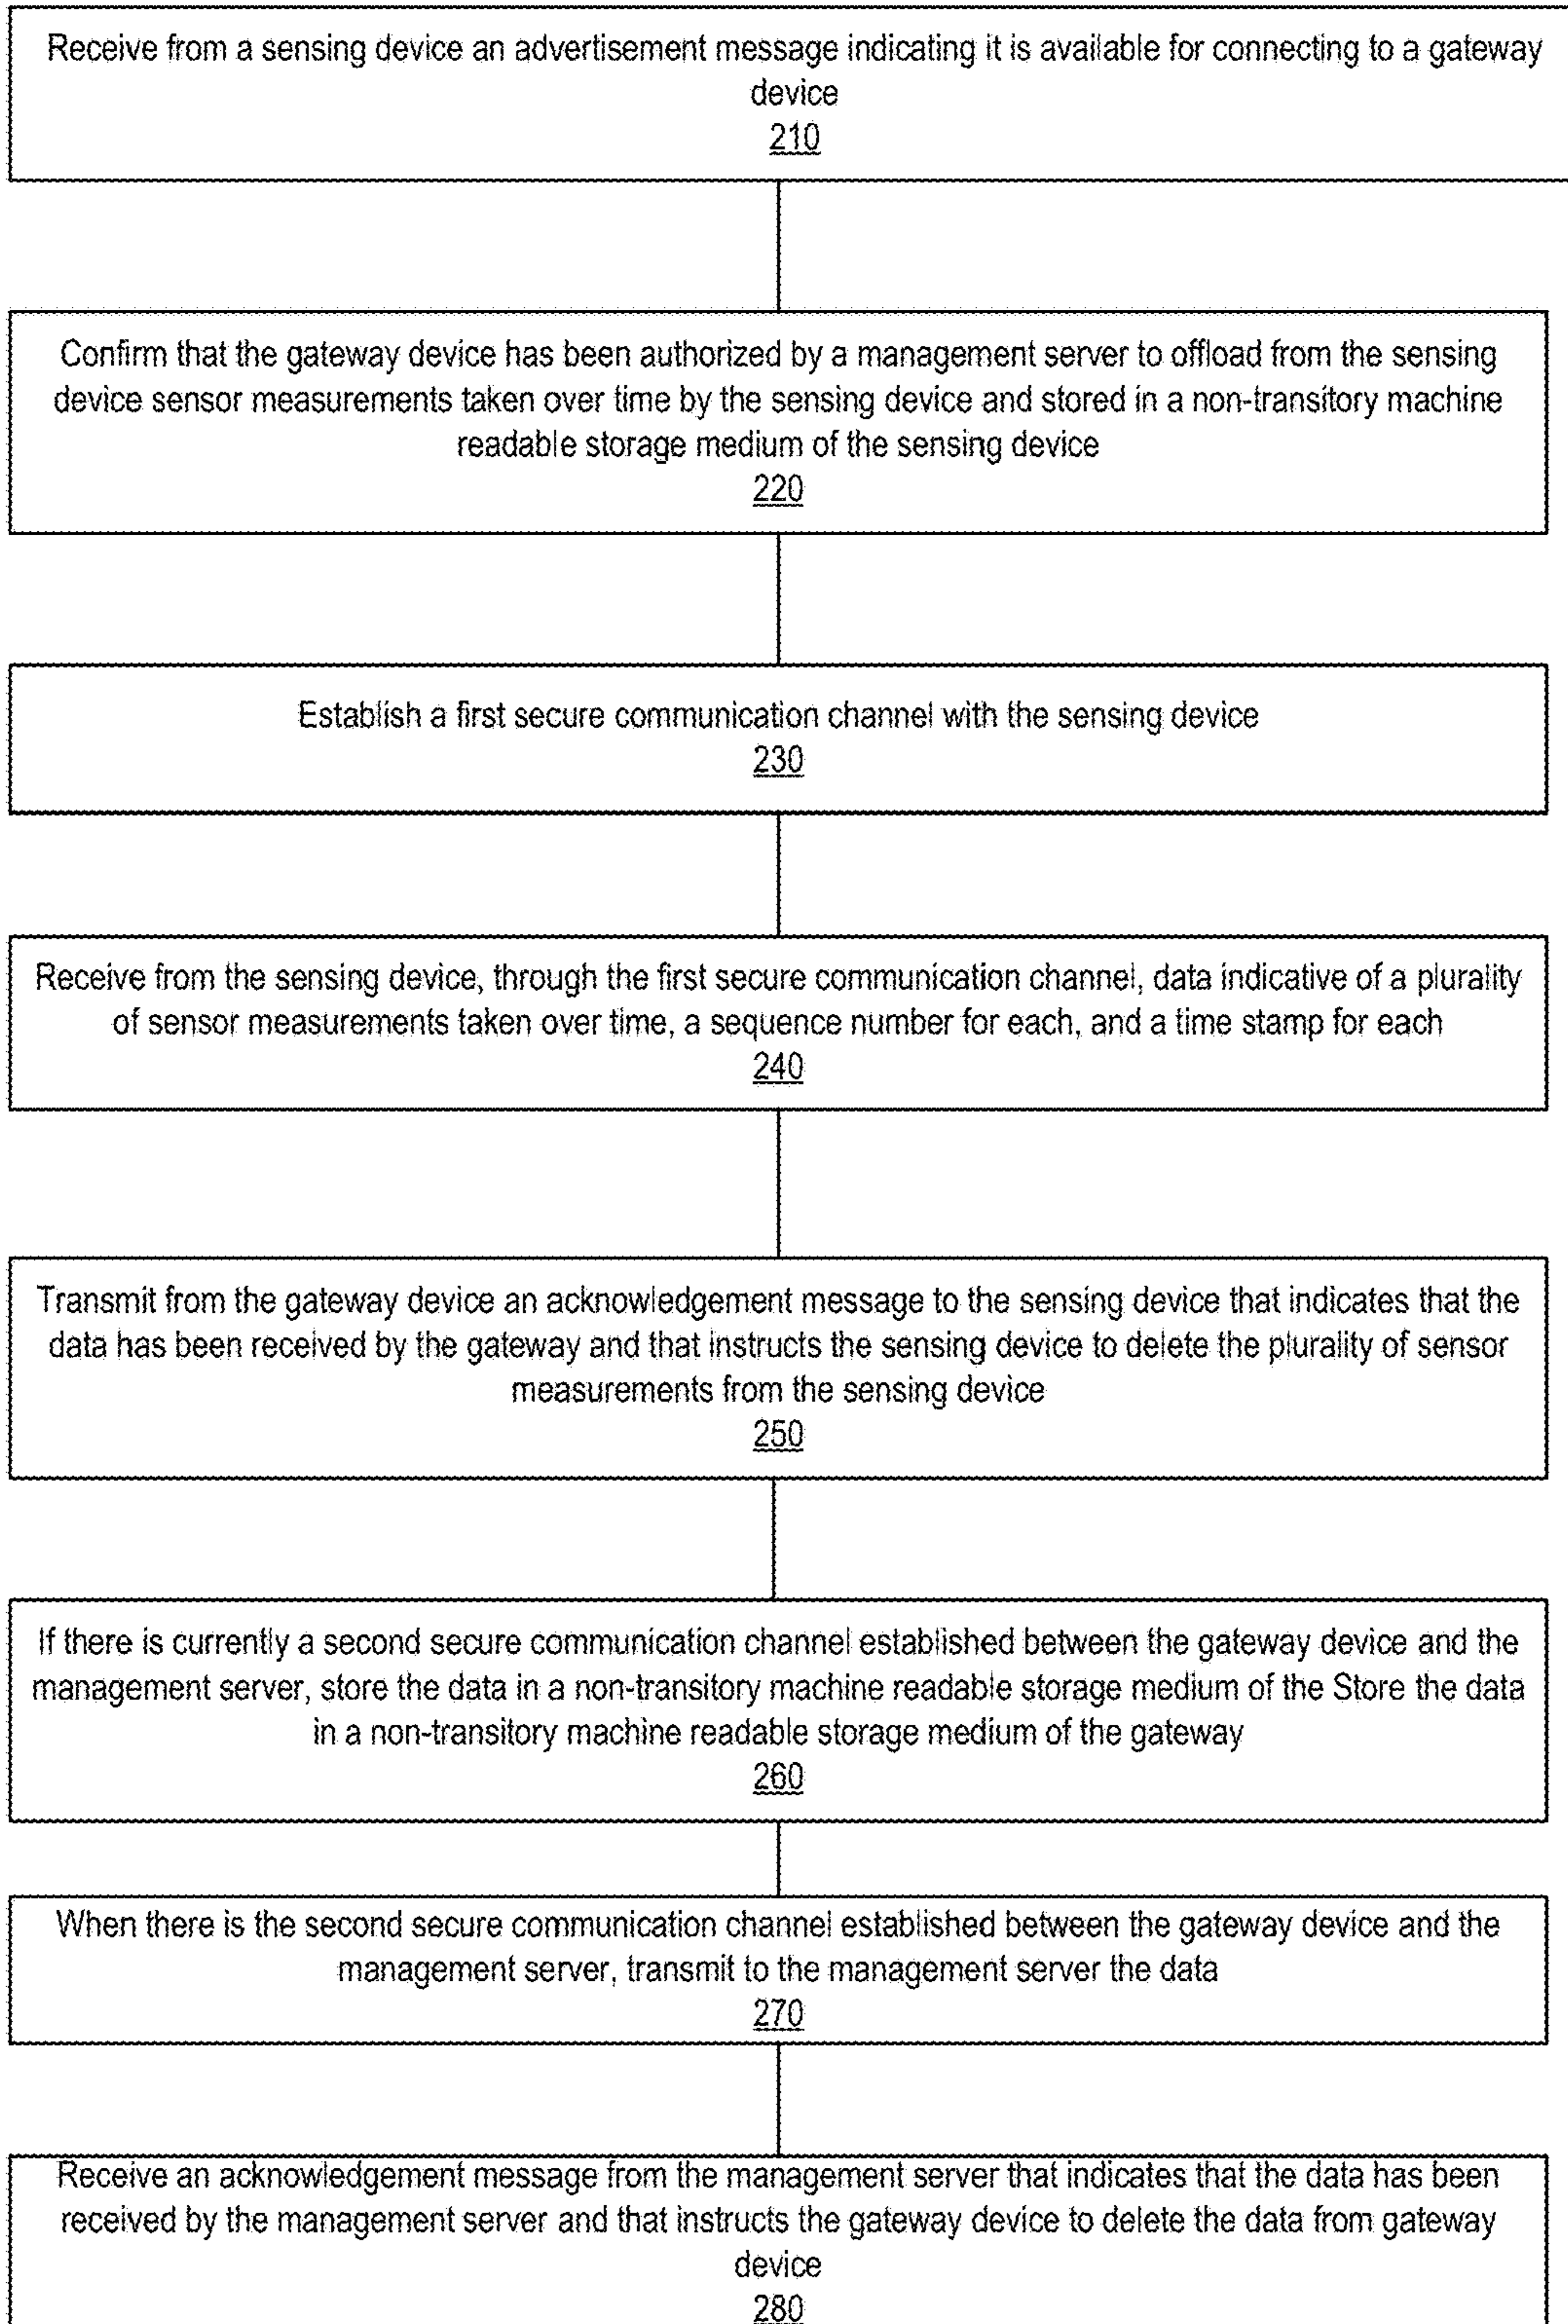 Receive from a sensing device an advertisement message indicating it is available for connecting to a gateway
device
210
Confirm that the gateway device has been authorized by a management server to offload from the sensing
device sensor measurements taken over time by the sensing device and stored in a non-transitory machine
readable storage medium of the sensing device
220
Establish a first secure communication channel with the sensing device
230
Receive from the sensing device, through the first secure communication channel, data indicative of a plurality
of sensor measurements taken over time, a sequence number for each, and a time stamp for each
240
Transmit from the gateway device an acknowledgement message to the sensing device that indicates that the
data has been received by the gateway and that instructs the sensing device to delete the plurality of sensor
measurements from the sensing device
250
If there is currently a second secure communication channel established between the gateway device and the
management server, store the data in a non-transitory machine readable storage medium of the Store the data
in a non-transitory machine readable storage medium of the gateway
260
When there is the second secure communication channel established between the gateway device and the
management server, transmit to the management server the data
270
Receive an acknowledgement message from the management server that indicates that the data has been
received by the management server and that instructs the gateway device to delete the data from gateway
device
280